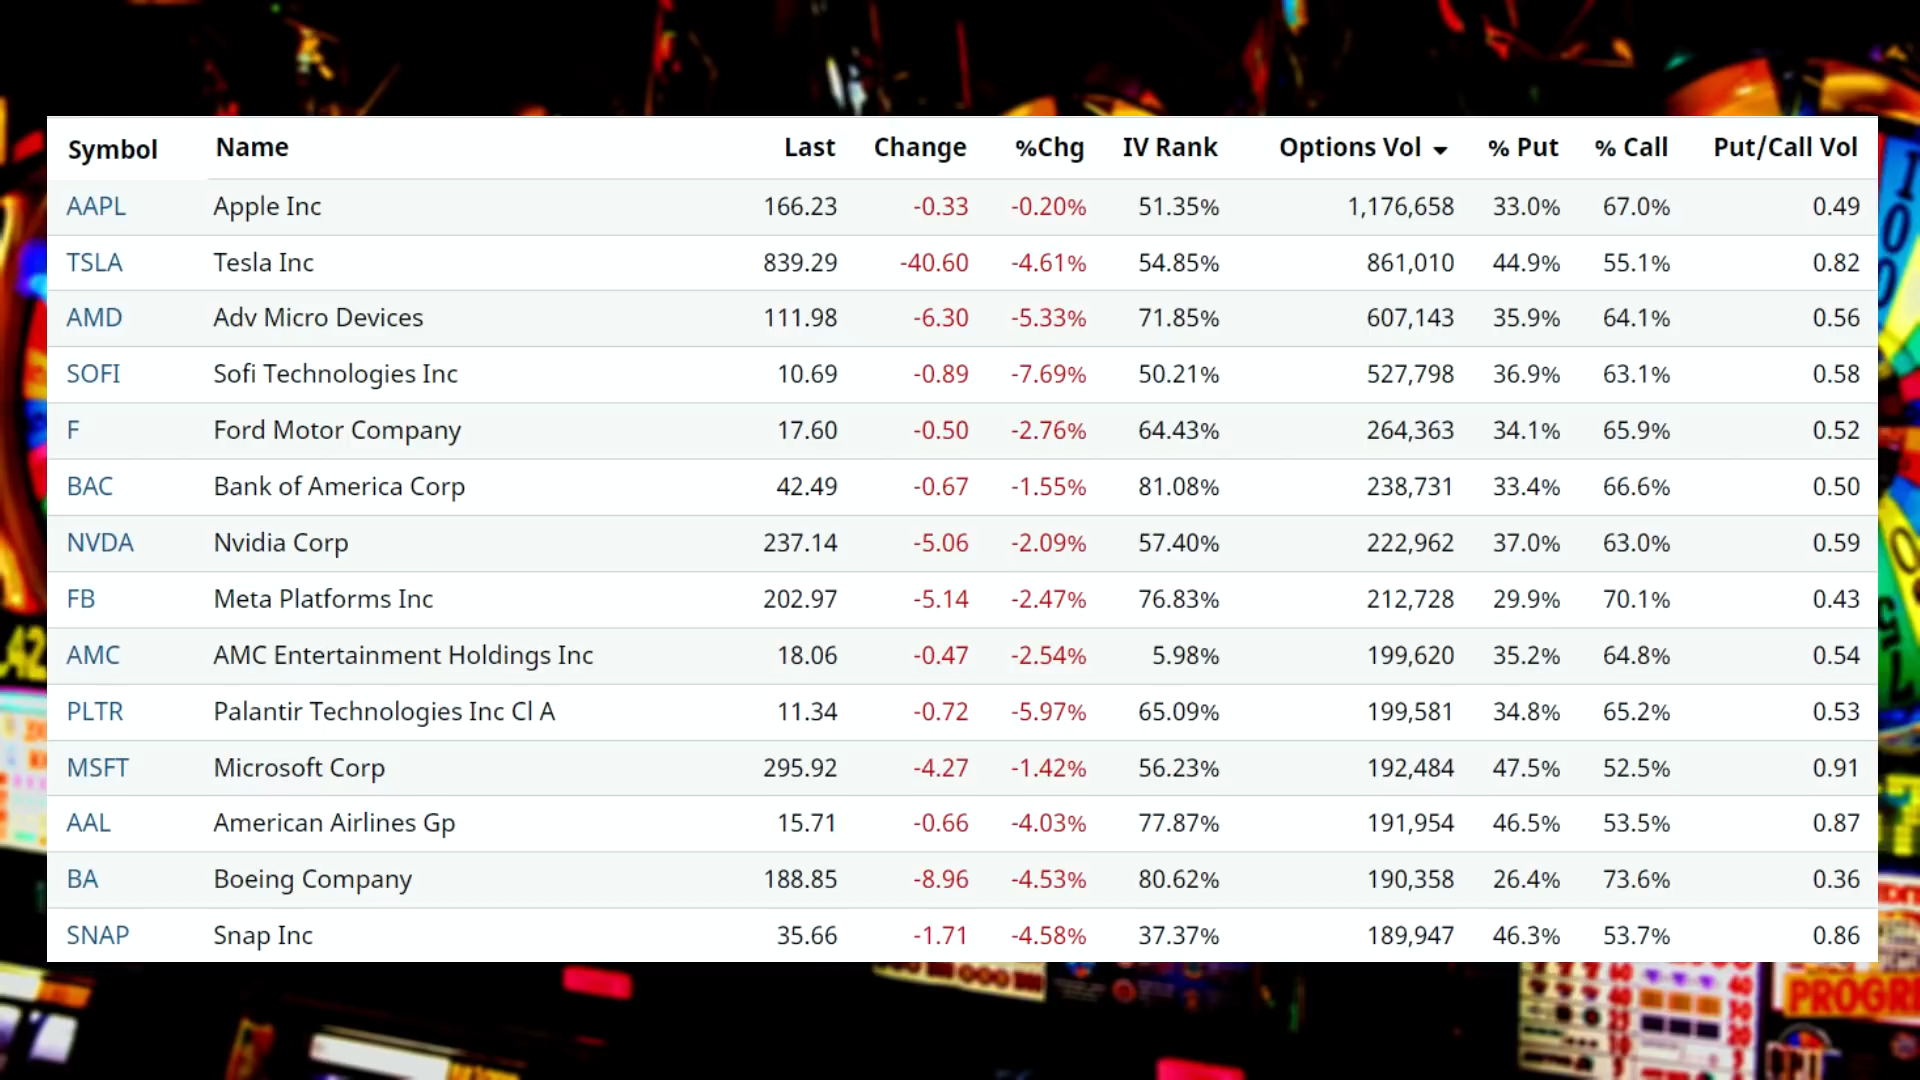 Symbol Name Last Change %Chg IV Rank Options Vol % Put % Call Put/Call Vol
AAPL Apple Inc 166.23 -0.33 -0.20% 51.35% 1,176,658 33.0% 67.0% 0.49
TSLA Tesla Inc 839.29 -40.60 -4.61% 54.85% 861,010 44.9% 55.1% 0.82
AMD Adv Micro Devices 111.98 -6.30 -5.33% 71.85% 607,143 35.9% 64.1% 0.56
SOFI Sofi Technologies Inc 10.69 -0.89 -7.69% 50.21% 527,798 36.9% 63.1% 0.58
F Ford Motor Company 17.60 -0.50 -2.76% 64.43% 264,363 34.1% 65.9% 0.52
BAC Bank of America Corp 42.49 -0.67 -1.55% 81.08% 238,731 33.4% 66.6% 0.50
NVDA Nvidia Corp 237.14 -5.06 -2.09% 57.40% 222,962 37.0% 63.0% 0.59
FB Meta Platforms Inc 202.97 -5.14 -2.47% 76.83% 212,728 29.9% 70.1% 0.43
AMC AMC Entertainment Holdings Inc 18.06 -0.47 -2.54% 5.98% 199,620 35.2% 64.8% 0.54
PLTR Palantir Technologies Inc Cl A 11.34 -0.72 -5.97% 65.09% 199,581 34.8% 65.2% 0.53
MSFT Microsoft Corp 295.92 -4.27 -1.42% 56.23% 192,484 47.5% 52.5% 0.91
AAL American Airlines Gp 15.71 -0.66 -4.03% 77.87% 191,954 46.5% 53.5% 0.87
BA Boeing Company 188.85 -8.96 -4.53% 80.62% 190,358 26.4% 73.6% 0.36
SNAP Snap Inc 35.66 -1.71 -4.58% 37.37% 189,947 46.3% 53.7% 0.86